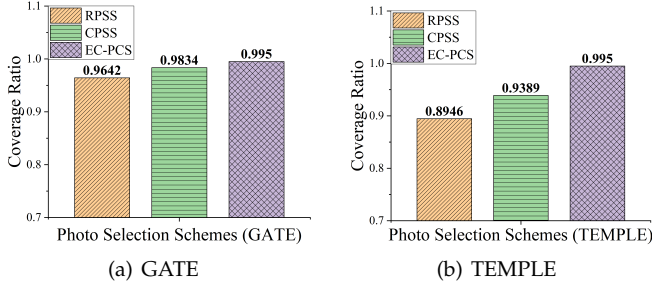 RPSS
CPSS
EC-PCS
Coverage Ratio
1.1
1.0
0.9
0.8
0.7
0.9642
0.9834
0.995
Photo Selection Schemes (GATE)
(a) GATE
RPSS
CPSS
EC-PCS
Coverage Ratio
1.1
1.0
0.9
0.8
0.7
0.8946
0.9389
0.995
Photo Selection Schemes (TEMPLE)
(b) TEMPLE